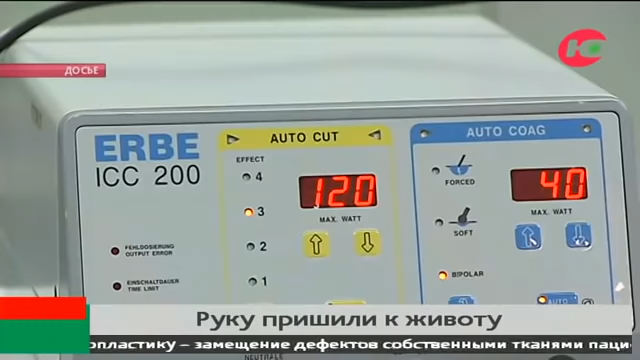 Ю
ДОСЬЕ
ERBE
ICC 200
AUTO CUT
EFFECT
4
3
2
1
120
MAX. WATT
AUTO COAG
FORCED
SOFT
BIPOLAR
40
MAX. WATT
AUTO
FEHLDOSIERUNG
OUTPUT ERROR
EINSCHALTDAUER
TIME LIMIT
Руку пришили к животу
опластику – замещение дефектов собственными тканями паци
NEUTRALE